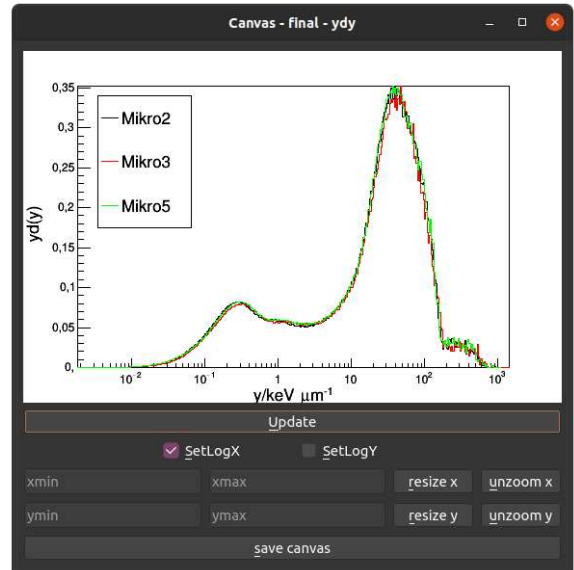 Canvas - final - ydy
0,35
0,3
0,25
0,2
0,15
0,1
0,05
0,
yd(y)
Mikro2
Mikro3
Mikro5
10⁻² 10⁻¹ 1 10 10² 10³
y/keV μm⁻¹
Update
SetLogX SetLogY
xmin xmax resize x unzoom x
ymin ymax resize y unzoom y
save canvas